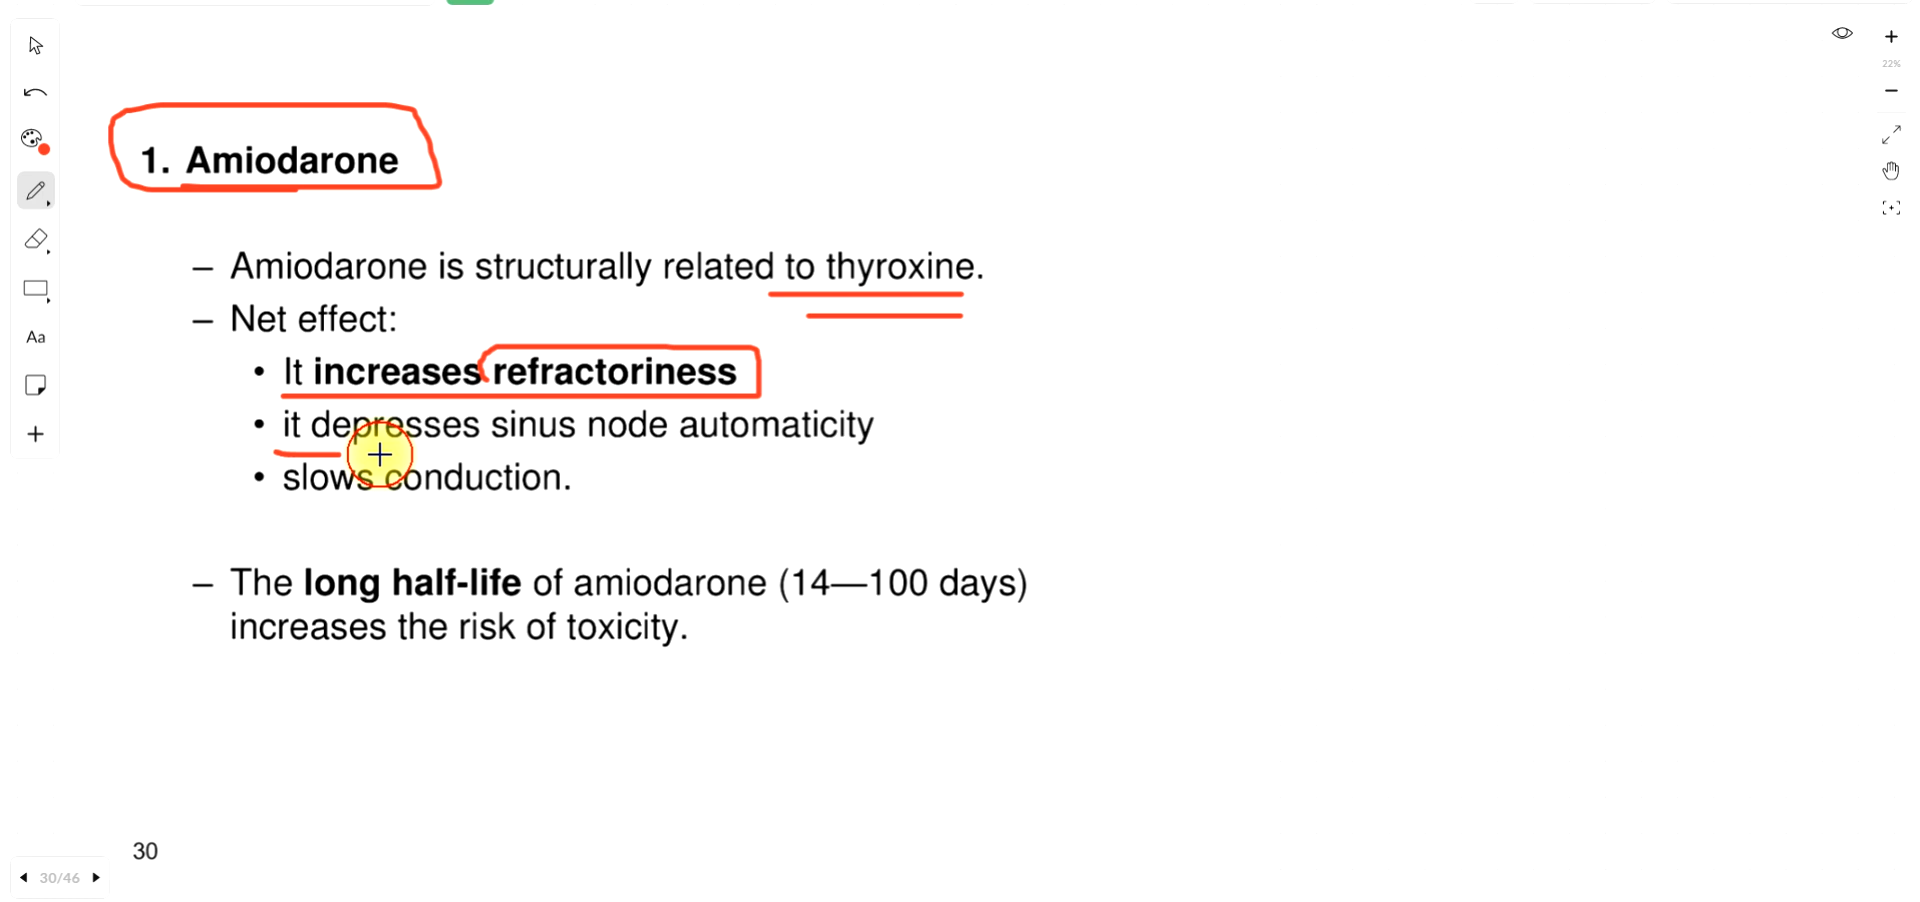 22%
1. Amiodarone
– Amiodarone is structurally related to thyroxine.
– Net effect:
• It increases refractoriness
• it depresses sinus node automaticity
• slows conduction.
– The long half-life of amiodarone (14—100 days)
increases the risk of toxicity.
Aa
30
30/46